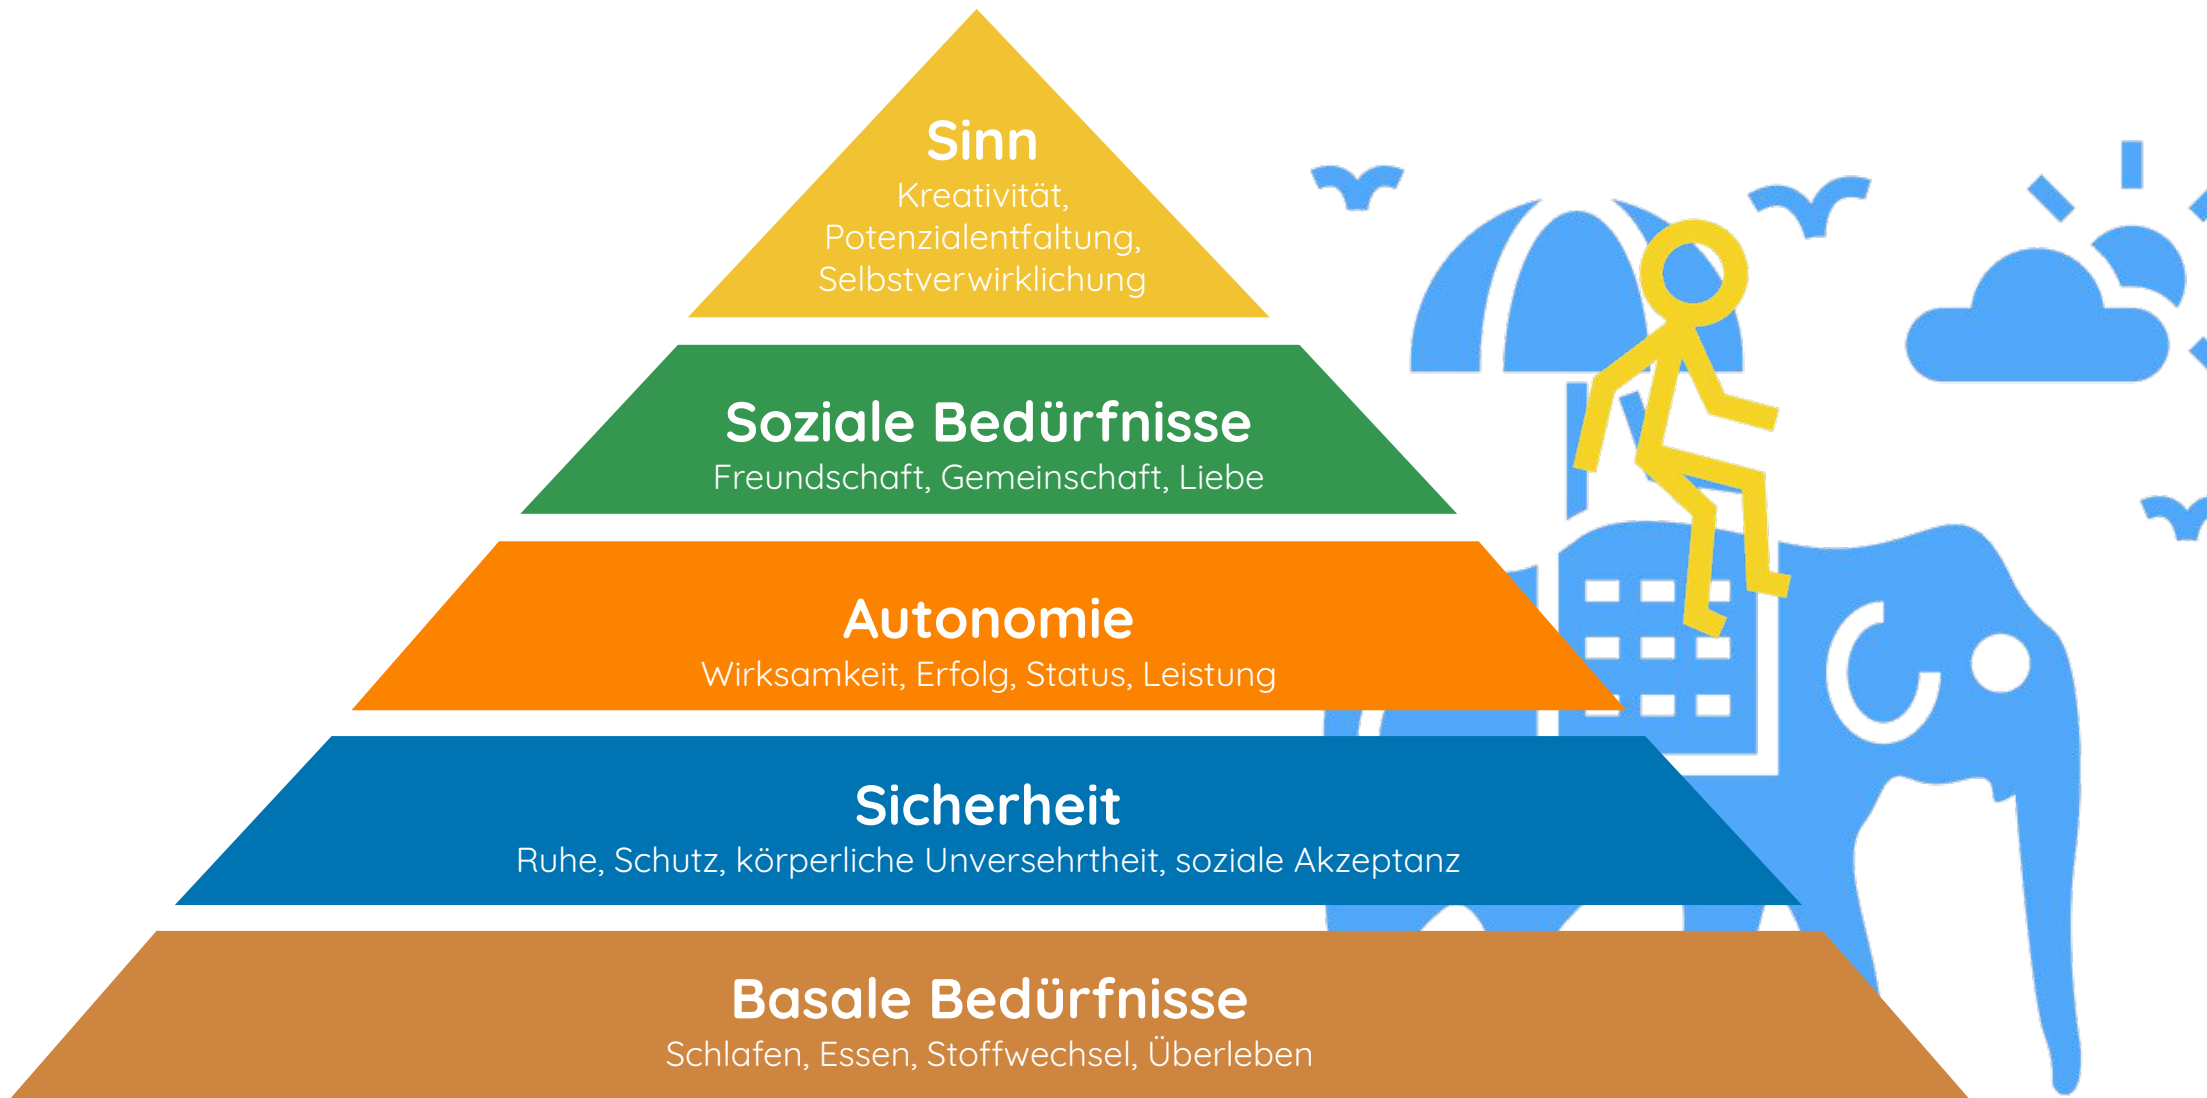 Sinn
Kreativität,
Potenzialentfaltung,
Selbstverwirklichung
Soziale Bedürfnisse
Freundschaft, Gemeinschaft, Liebe
Autonomie
Wirksamkeit, Erfolg, Status, Leistung
Sicherheit
Ruhe, Schutz, körperliche Unversehrtheit, soziale Akzeptanz
Basale Bedürfnisse
Schlafen, Essen, Stoffwechsel, Überleben